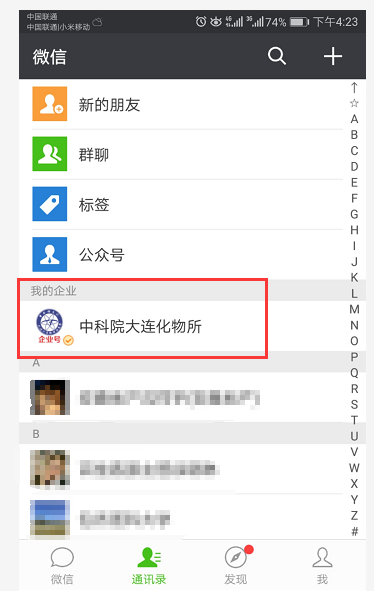 中国联通
中国联通|小米移动
4G
3G
74%
下午4:23
微信
新的朋友
群聊
标签
公众号
我的企业
中科院大连化物所
企业号
A
B
↑
☆
A
B
C
D
E
F
G
H
I
J
K
L
M
N
O
P
Q
R
S
T
U
V
W
X
Y
Z
#
微信
通讯录
发现
我